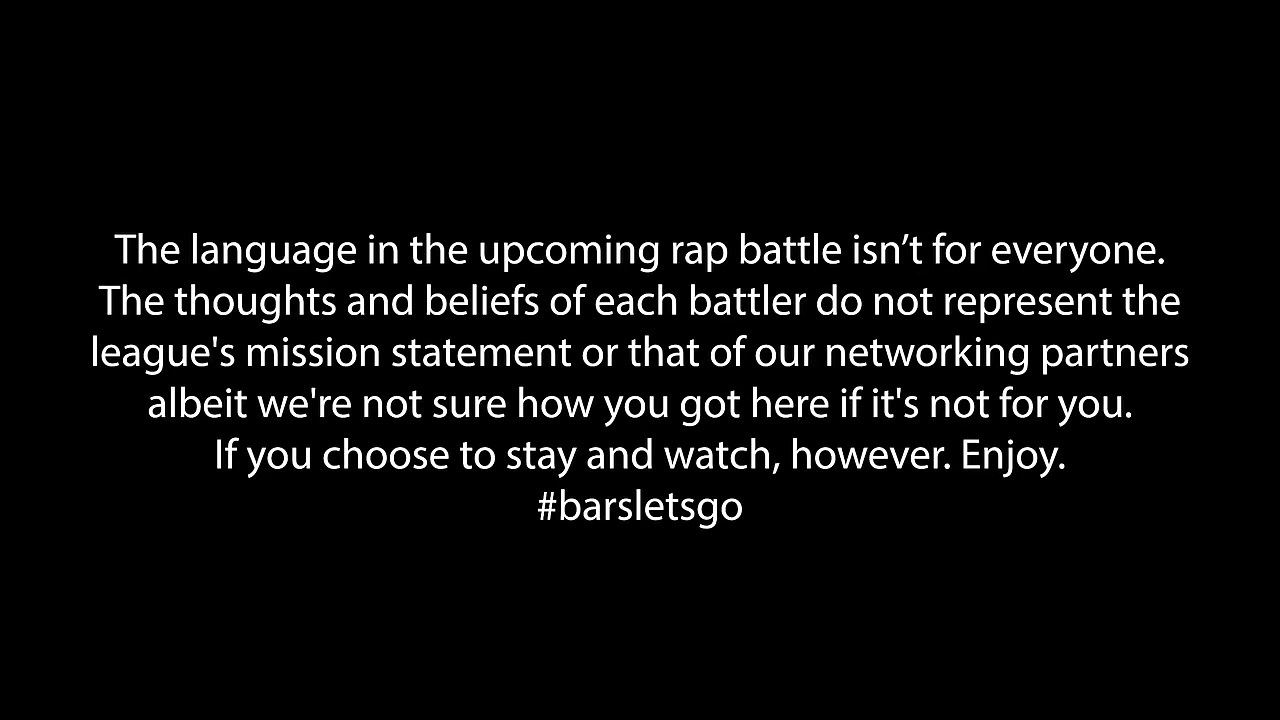 The language in the upcoming rap battle isn’t for everyone.
The thoughts and beliefs of each battler do not represent the
league's mission statement or that of our networking partners
albeit we're not sure how you got here if it's not for you.
If you choose to stay and watch, however. Enjoy.
#barsletsgo